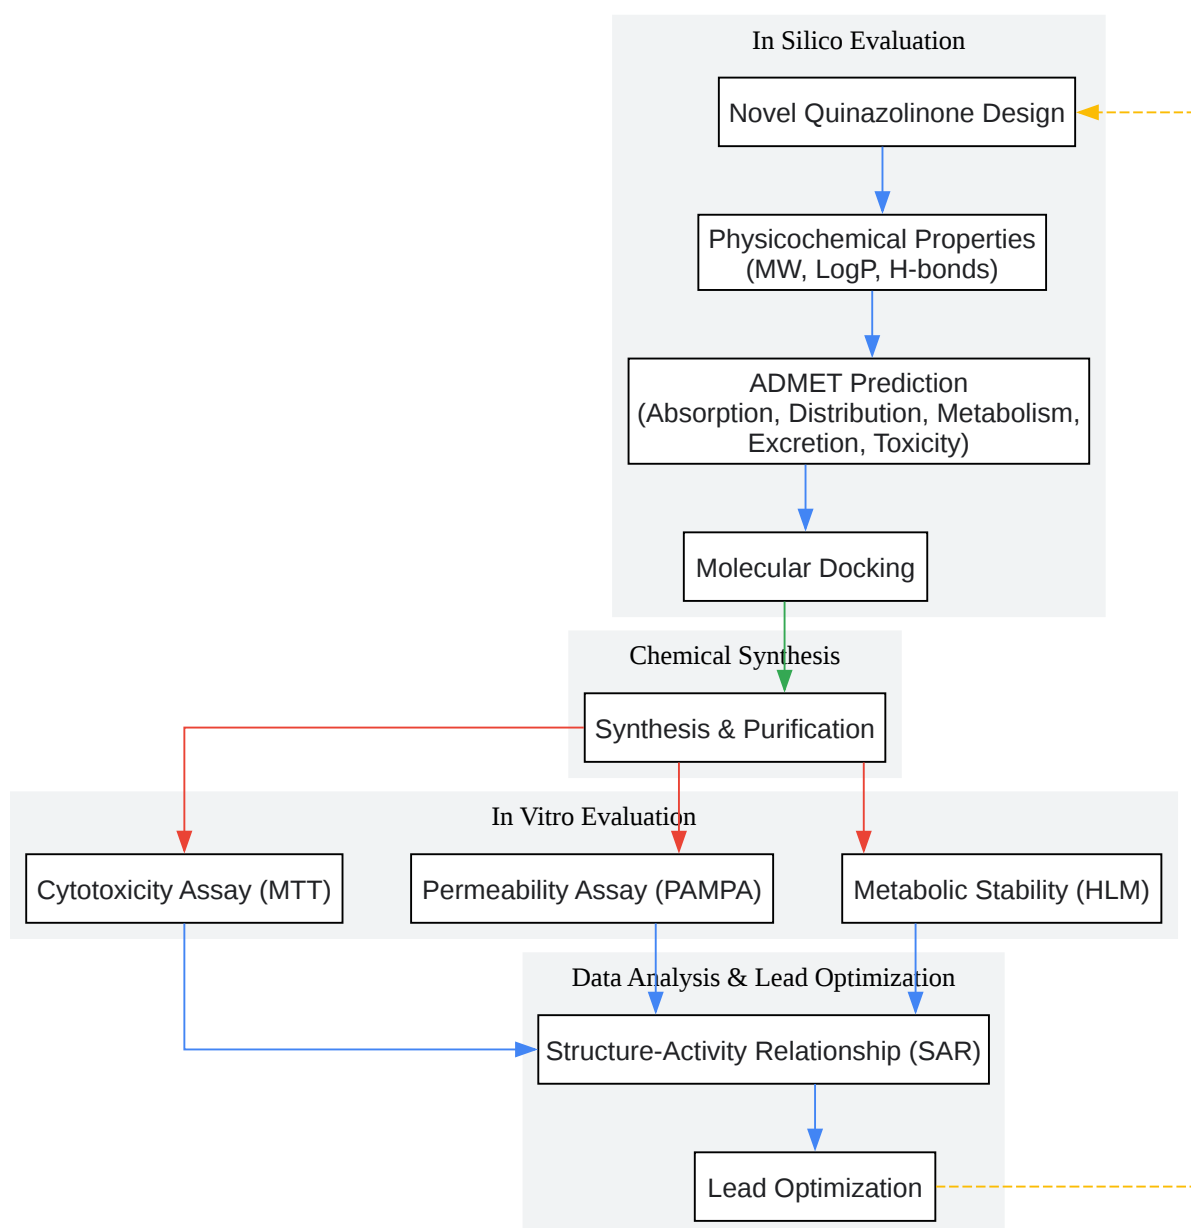 In Silico Evaluation
Novel Quinazolinone Design
Physicochemical Properties
(MW, LogP, H-bonds)
ADMET Prediction
(Absorption, Distribution, Metabolism,
Excretion, Toxicity)
Molecular Docking
Chemical Synthesis
Synthesis & Purification
In Vitro Evaluation
Cytotoxicity Assay (MTT)
Permeability Assay (PAMPA)
Metabolic Stability (HLM)
Data Analysis & Lead Optimization
Structure-Activity Relationship (SAR)
Lead Optimization